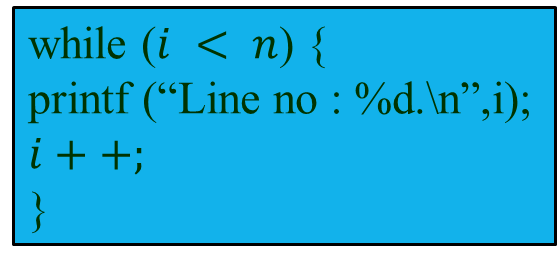 while (i < n) {
printf (“Line no : %d.\n”,i);
i + +;
}